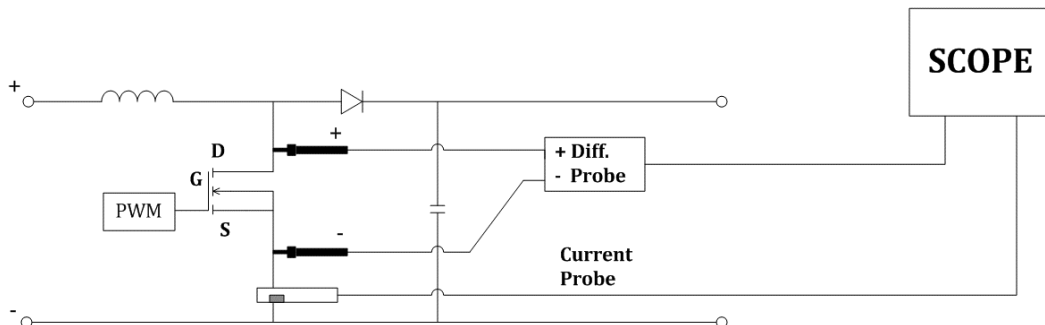 SCOPE
+
+
D
+ Diff.
- Probe
G
PWM
S
-
Current
Probe
-